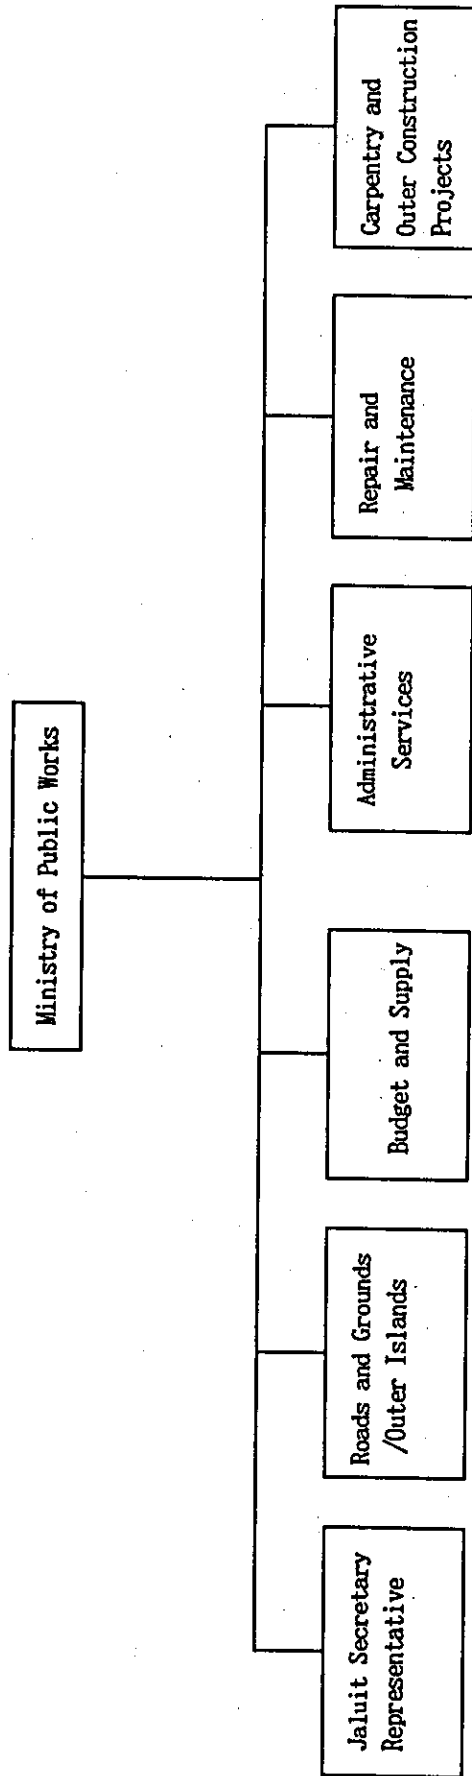 Ministry of Public Works
Jaluit Secretary
Representative
Roads and Grounds
/Outer Islands
Budget and Supply
Administrative
Services
Repair and
Maintenance
Carpentry and
Outer Construction
Projects